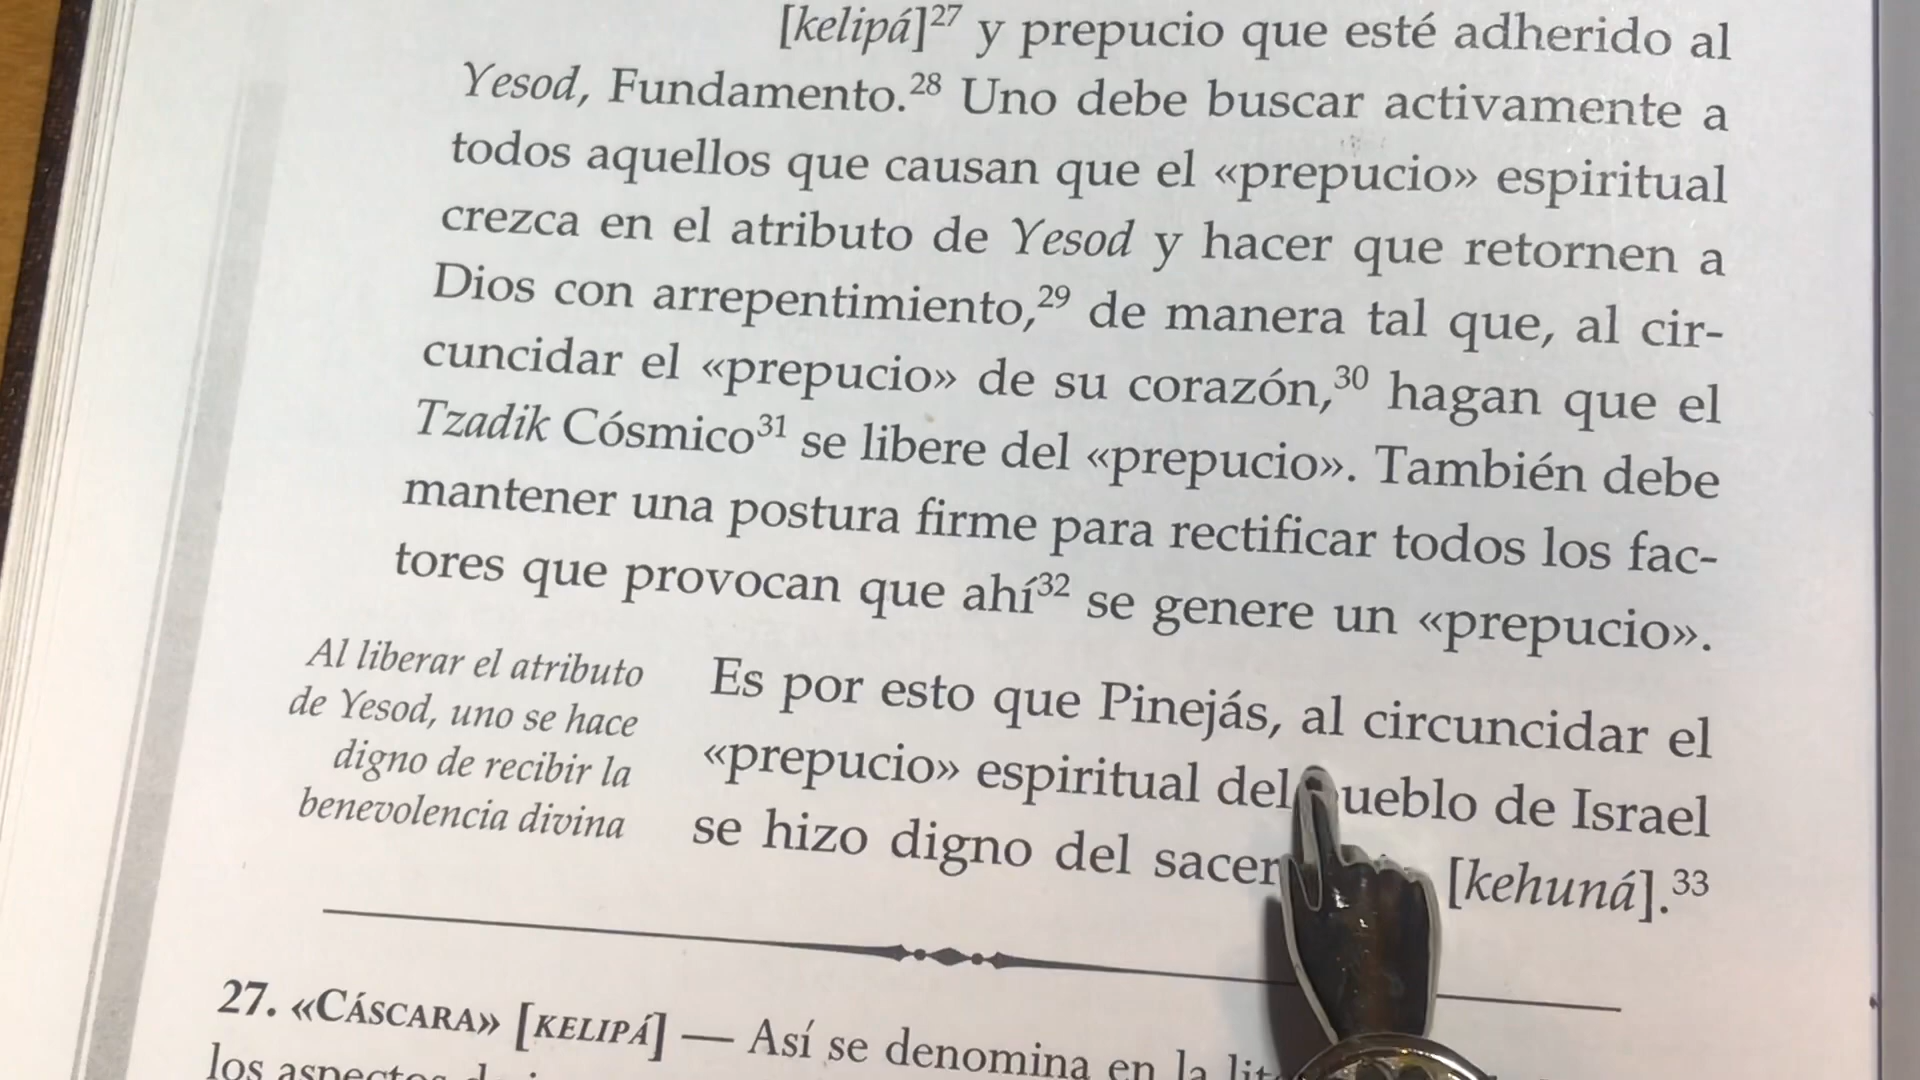 [kelipá]27 y prepucio que esté adherido al
Yesod, Fundamento.28 Uno debe buscar activamente a
todos aquellos que causan que el «prepucio» espiritual
crezca en el atributo de Yesod y hacer que retornen a
Dios con arrepentimiento,29 de manera tal que, al cir-
cuncidar el «prepucio» de su corazón,30 hagan que el
Tzadik Cósmico31 se libere del «prepucio». También debe
mantener una postura firme para rectificar todos los fac-
tores que provocan que ahí32 se genere un «prepucio».
Al liberar el atributo
de Yesod, uno se hace
digno de recibir la
benevolencia divina
Es por esto que Pinejás, al circuncidar el
«prepucio» espiritual del ueblo de Israel
se hizo digno del sacer [kehuná].33
27. «CÁSCARA» [KELIPÁ] — Así se denomina en la
los